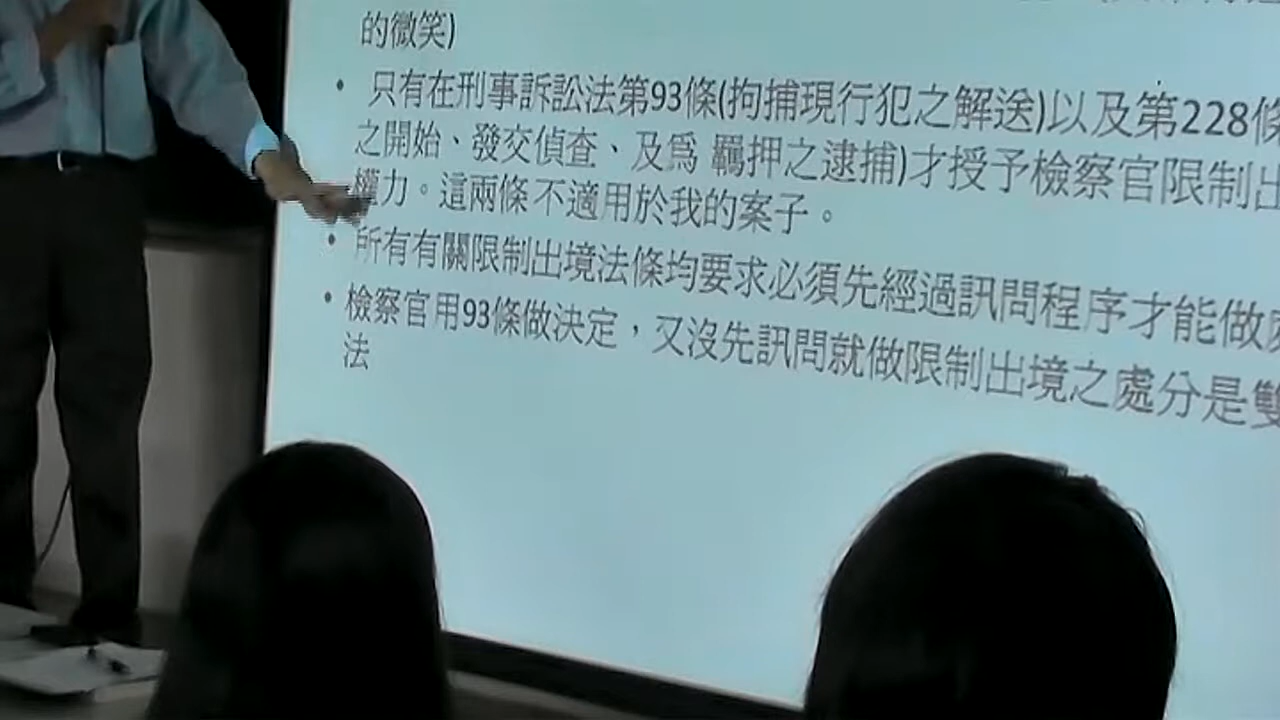 的微笑)
• 只有在刑事訴訟法第93條(拘捕現行犯之解送)以及第228條
之開始、發交偵查、及為 羈押之逮捕)才授予檢察官限制出
權力。這兩條不適用於我的案子。
• 所有有關限制出境法條均要求必須先經過訊問程序才能做處
• 檢察官用93條做決定，又沒先訊問就做限制出境之處分是雙
法